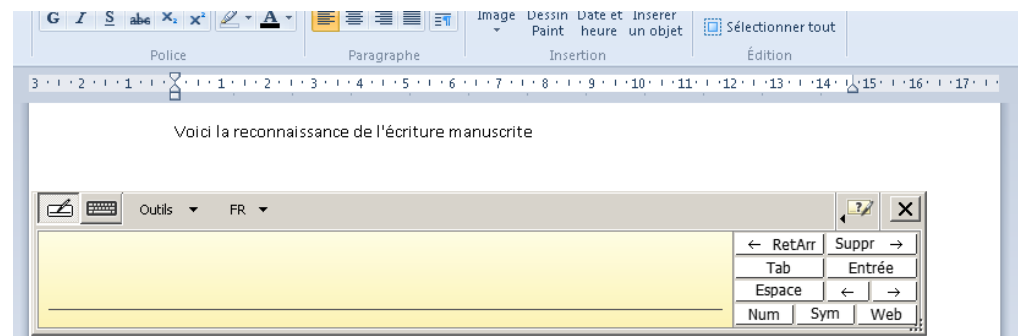 G I S abc X₂ X² A
Image Dessin Paint Date et heure Insérer un objet
Sélectionner tout
Police Paragraphe Insertion Édition
3 2 1 1 2 3 4 5 6 7 8 9 10 11 12 13 14 15 16 17
Voici la reconnaissance de l'écriture manuscrite
Outils FR
← RetArr Suppr →
Tab Entrée
Espace ← →
Num Sym Web